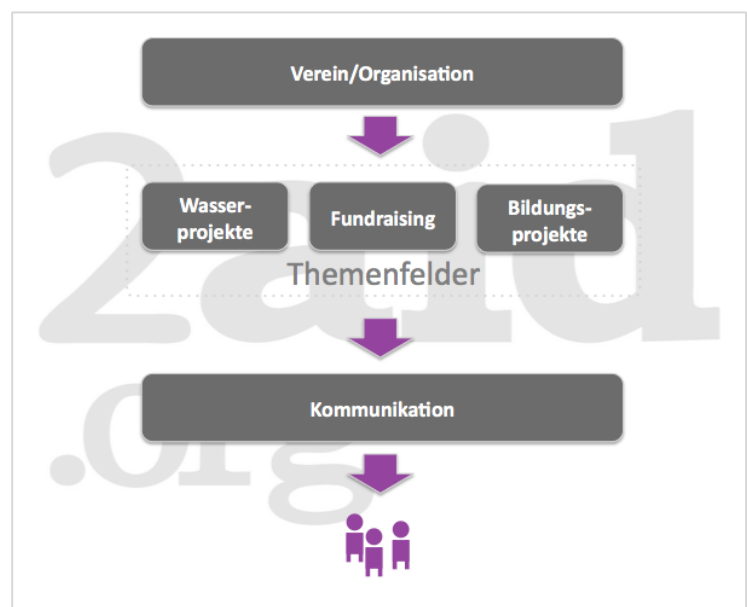 Verein/Organisation
Wasser-
projekte
Fundraising
Bildungs-
projekte
Themenfelder
Kommunikation
2aid
.org